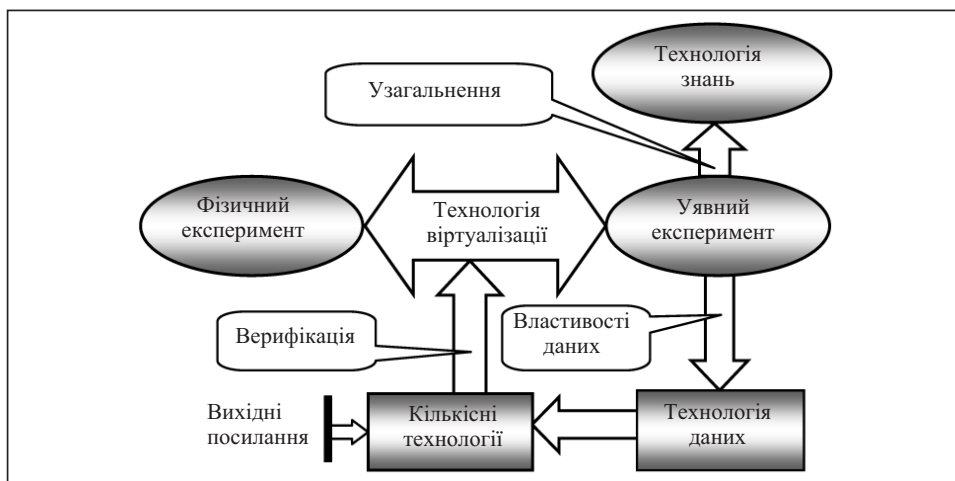 Технологія
знань
Узагальнення
Фізичний
експеримент
Технологія
віртуалізації
Уявний
експеримент
Верифікація
Властивості
даних
Вихідні
посилання
Кількісні
технології
Технологія
даних